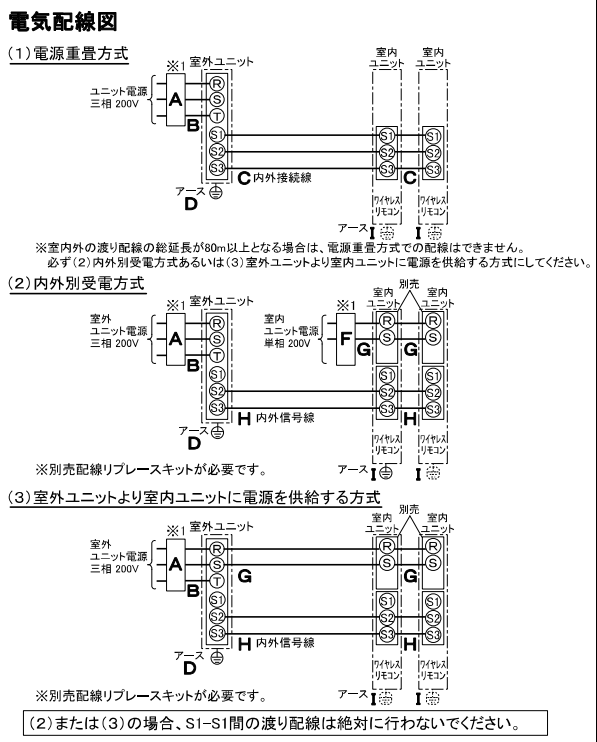 電気配線図
(1)電源重畳方式
※1 室外ユニット
室内
ユニット
室内
ユニット
ユニット電源
三相 200V
A
B
R
S
T
S1
S2
S3
S1
S2
S3
S1
S2
S3
C 内外接続線
C
アース
D
ワイヤレス
リモコン
ワイヤレス
リモコン
アース I
※室内外の渡り配線の総延長が80m以上となる場合は、電源重畳方式での配線はできません。
必ず(2)内外別受電方式あるいは(3)室外ユニットより室内ユニットに電源を供給する方式にしてください。
(2)内外別受電方式
※1 室外ユニット
※1
室内
ユニット
別売
室内
ユニット
室外
ユニット電源
三相 200V
A
B
R
S
T
S1
S2
S3
室内
ユニット電源
単相 200V
F
G
G
R
S
S1
S2
S3
R
S
S1
S2
S3
H 内外信号線
H
アース
D
ワイヤレス
リモコン
ワイヤレス
リモコン
※別売配線リプレースキットが必要です。
アース I
I
(3)室外ユニットより室内ユニットに電源を供給する方式
※1 室外ユニット
室内
ユニット
別売
室内
ユニット
室外
ユニット電源
三相 200V
A
B
R
S
T
S1
S2
S3
G
G
R
S
S1
S2
S3
R
S
S1
S2
S3
H 内外信号線
H
アース
D
ワイヤレス
リモコン
ワイヤレス
リモコン
※別売配線リプレースキットが必要です。
アース I
I
(2)または(3)の場合、S1-S1間の渡り配線は絶対に行わないでください。